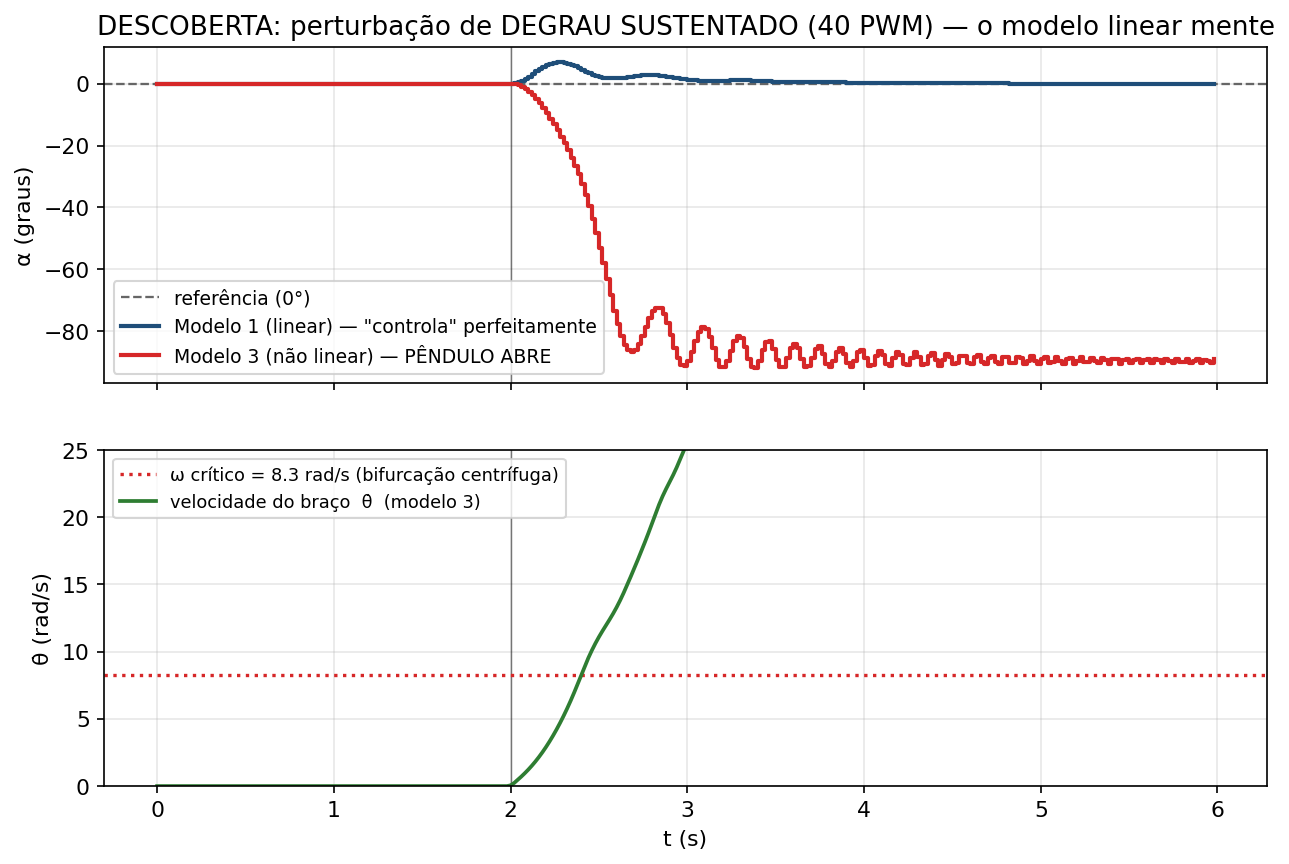 DESCOBERTA: perturbação de DEGRAU SUSTENTADO (40 PWM) — o modelo linear mente
α (graus)
0
−20
−40
−60
−80
referência (0°)
Modelo 1 (linear) — "controla" perfeitamente
Modelo 3 (não linear) — PÊNDULO ABRE
θ̇ (rad/s)
25
20
15
10
5
0
ω crítico = 8.3 rad/s (bifurcação centrífuga)
velocidade do braço θ̇ (modelo 3)
0 1 2 3 4 5 6
t (s)